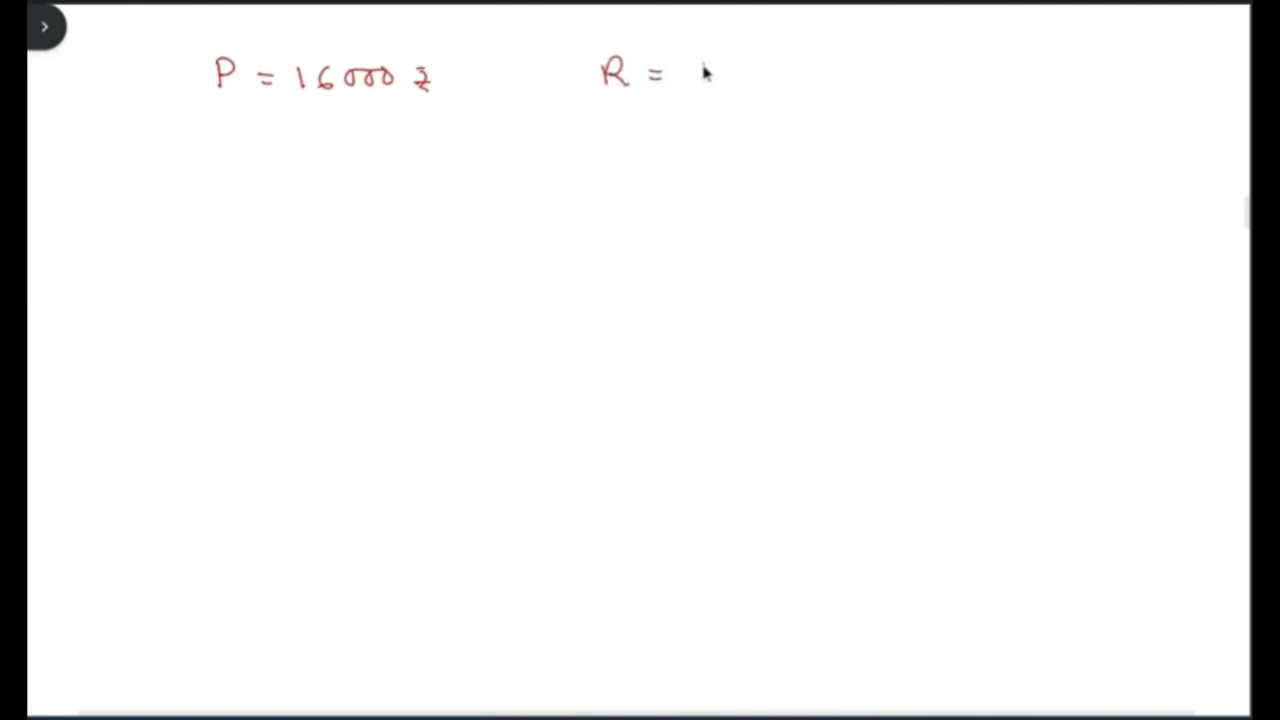 P = 16000 ₹ R =